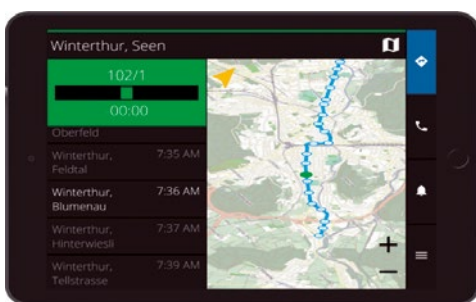 Winterthur, Seen
102/1
00:00
Oberfeld
Winterthur, 7:35 AM
Feldtal
Winterthur, 7:36 AM
Blumenau
Winterthur, 7:37 AM
Hinterwiesli
Winterthur, 7:39 AM
Tellstrasse
+
−